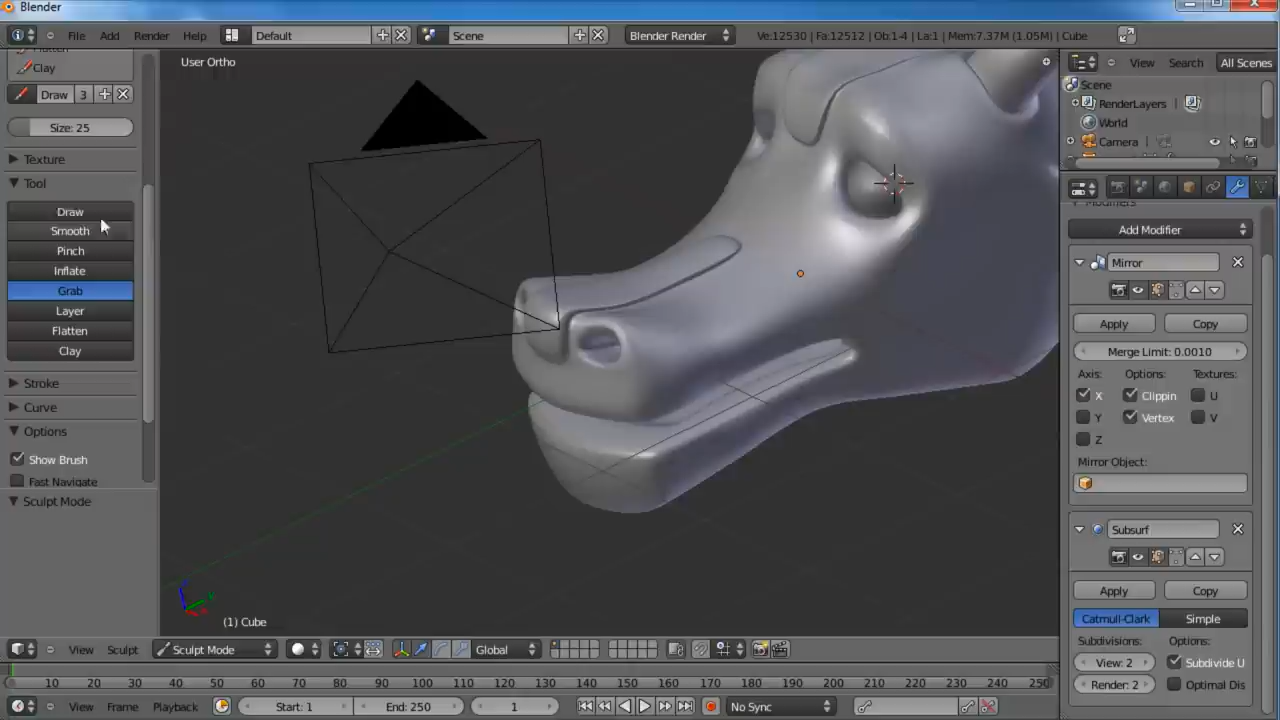 Blender
File Add Render Help Default Scene Blender Render Ve:12530 | Fa:12512 | Ob:1-4 | La:1 | Mem:7.37M (1.05M) | Cube
Clay
Draw 3
Size: 25
Texture
Tool
Draw
Smooth
Pinch
Inflate
Grab
Layer
Flatten
Clay
Stroke
Curve
Options
Show Brush
Fast Navigate
Sculpt Mode
User Ortho
(1) Cube
View Search All Scenes
Scene
RenderLayers
World
Camera
Modifiers
Add Modifier
Mirror
Apply Copy
Merge Limit: 0.0010
Axis: Options: Textures:
X Clippin U
Y Vertex V
Z
Mirror Object:
Subsurf
Apply Copy
Catmull-Clark Simple
Subdivisions: Options:
View: 2 Subdivide U
Render: 2 Optimal Dis
View Sculpt Sculpt Mode Global
10 20 30 40 50 60 70 80 90 100 110 120 130 140 150 160 170 180 190 200 210 220 230 240 250
View Frame Playback Start: 1 End: 250 1 No Sync